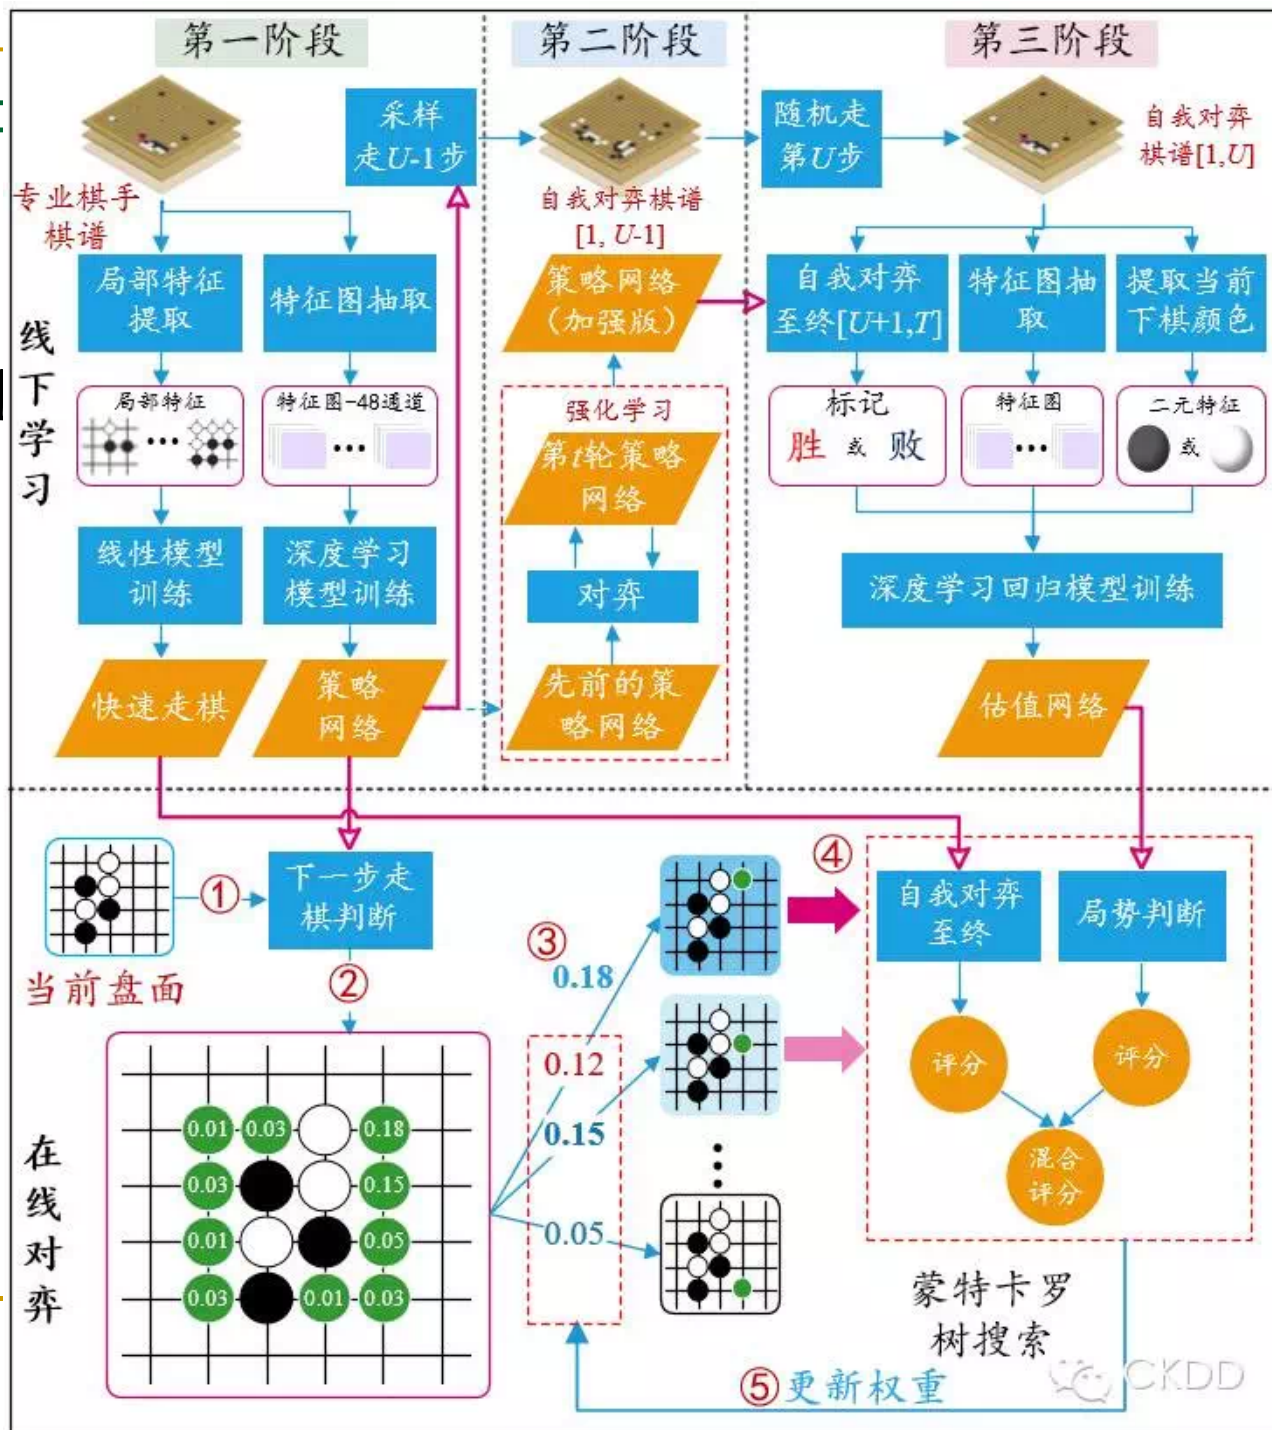 第一阶段
第二阶段
第三阶段
采样
走U-1步
随机走
第U步
自我对弈
棋谱[1,U]
专业棋手
棋谱
自我对弈棋谱
[1, U-1]
线下学习
局部特征
提取
特征图抽取
策略网络
（加强版）
自我对弈
至终[U+1,T]
特征图抽
取
提取当前
下棋颜色
局部特征
特征图-48通道
强化学习
第t轮策略
网络
标记
胜 或 败
特征图
二元特征
或
线性模型
训练
深度学习
模型训练
对弈
深度学习回归模型训练
快速走棋
策略
网络
先前的策
略网络
估值网络
在线对弈
①
下一步走
棋判断
当前盘面
②
③
0.18
0.12
0.15
0.05
④
自我对弈
至终
局势判断
评分
评分
混合
评分
0.01 0.03 0.18
0.03 0.15
0.01 0.05
0.03 0.01 0.03
蒙特卡罗
树搜索
⑤更新权重
CKDD